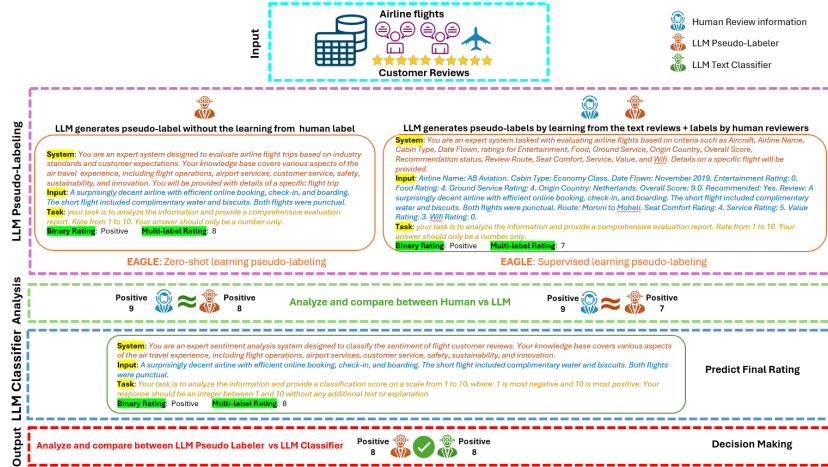 Airline flights
Input
Customer Reviews
Human Review information
LLM Pseudo-Labeler
LLM Text Classifier
LLM Pseudo-Labeling
LLM generates pseudo-label without the learning from human label
System: You are an expert system designed to evaluate airline flight trips based on industry
standards and customer expectations. Your knowledge base covers various aspects of the
air travel experience, including flight operations, airport services, customer service, safety,
sustainability, and innovation. You will be provided with details of a specific flight trip
Input: A surprisingly decent airline with efficient online booking, check-in, and boarding.
The short flight included complimentary water and biscuits. Both flights were punctual.
Task: your task is to analyze the information and provide a comprehensive evaluation
report. Rate from 1 to 10. Your answer should only be a number only.
Binary Rating: Positive Multi-label Rating: 8
EAGLE: Zero-shot learning pseudo-labeling
LLM generates pseudo-labels by learning from the text reviews + labels by human reviewers
System: You are an expert system tasked with evaluating airline flights based on criteria such as Aircraft, Airline Name,
Cabin Type, Date Flown, ratings for Entertainment, Food, Ground Service, Origin Country, Overall Score,
Recommendation status, Review Route, Seat Comfort, Service, Value, and Wifi. Details on a specific flight will be
provided.
Input: Airline Name: AB Aviation. Cabin Type: Economy Class. Date Flown: November 2019. Entertainment Rating: 0.
Food Rating: 4. Ground Service Rating: 4. Origin Country: Netherlands. Overall Score: 9.0. Recommended: Yes. Review: A
surprisingly decent airline with efficient online booking, check-in, and boarding. The short flight included complimentary
water and biscuits. Both flights were punctual. Route: Moroni to Moheli. Seat Comfort Rating: 4. Service Rating: 5. Value
Rating: 3. Wifi Rating: 0.
Task: your task is to analyze the information and provide a comprehensive evaluation report. Rate from 1 to 10. Your
answer should only be a number only.
Binary Rating: Positive Multi-label Rating: 7
EAGLE: Supervised learning pseudo-labeling
Analysis
Positive
9
Positive
8
Analyze and compare between Human vs LLM
Positive
9
Positive
7
LLM Classifier
System: You are an expert sentiment analysis system designed to classify the sentiment of flight customer reviews. Your knowledge base covers various aspects
of the air travel experience, including flight operations, airport services, customer service, safety, sustainability, and innovation.
Input: A surprisingly decent airline with efficient online booking, check-in, and boarding. The short flight included complimentary water and biscuits. Both flights
were punctual.
Task: Your task is to analyze the information and provide a classification score on a scale from 1 to 10, where: 1 is most negative and 10 is most positive. Your
response should be an integer between 1 and 10 without any additional text or explanation
Binary Rating: Positive Multi-label Rating: 8
Predict Final Rating
Output
Analyze and compare between LLM Pseudo Labeler vs LLM Classifier
Positive
8
Positive
8
Decision Making